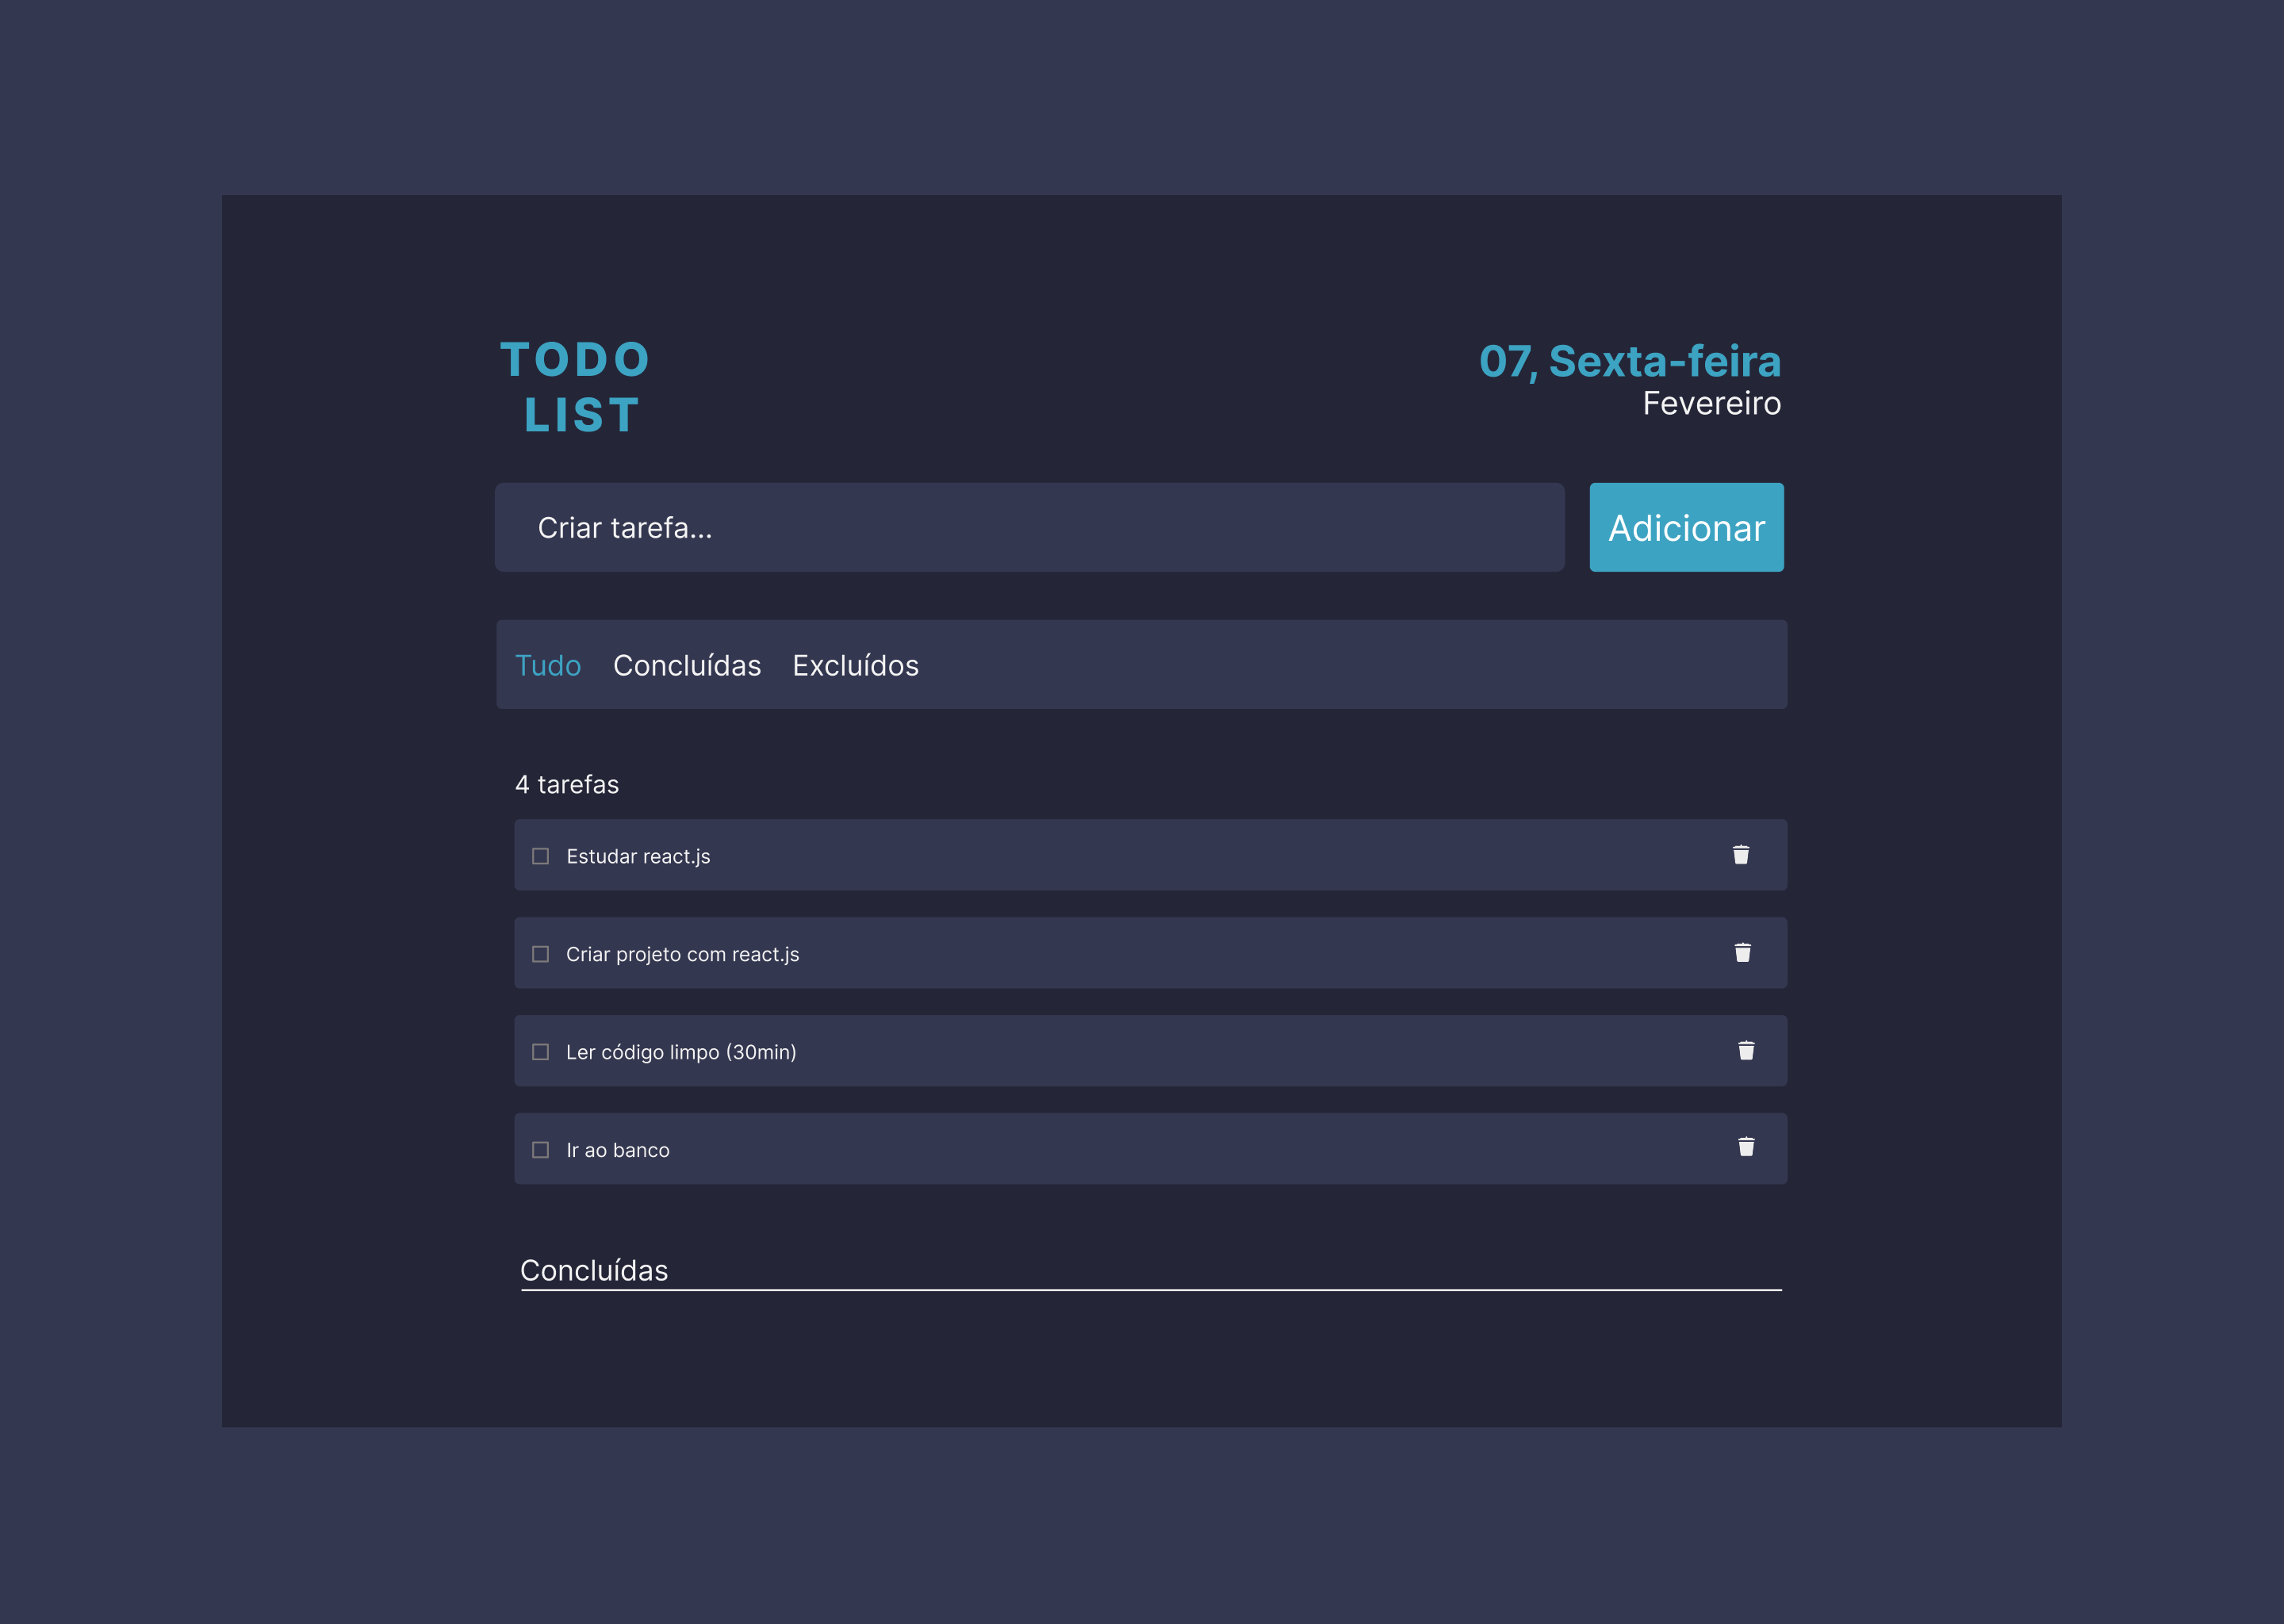 TODO
LIST
07, Sexta-feira
Fevereiro
Criar tarefa...
Adicionar
Tudo Concluídas Excluídos
4 tarefas
Estudar react.js
Criar projeto com react.js
Ler código limpo (30min)
Ir ao banco
Concluídas